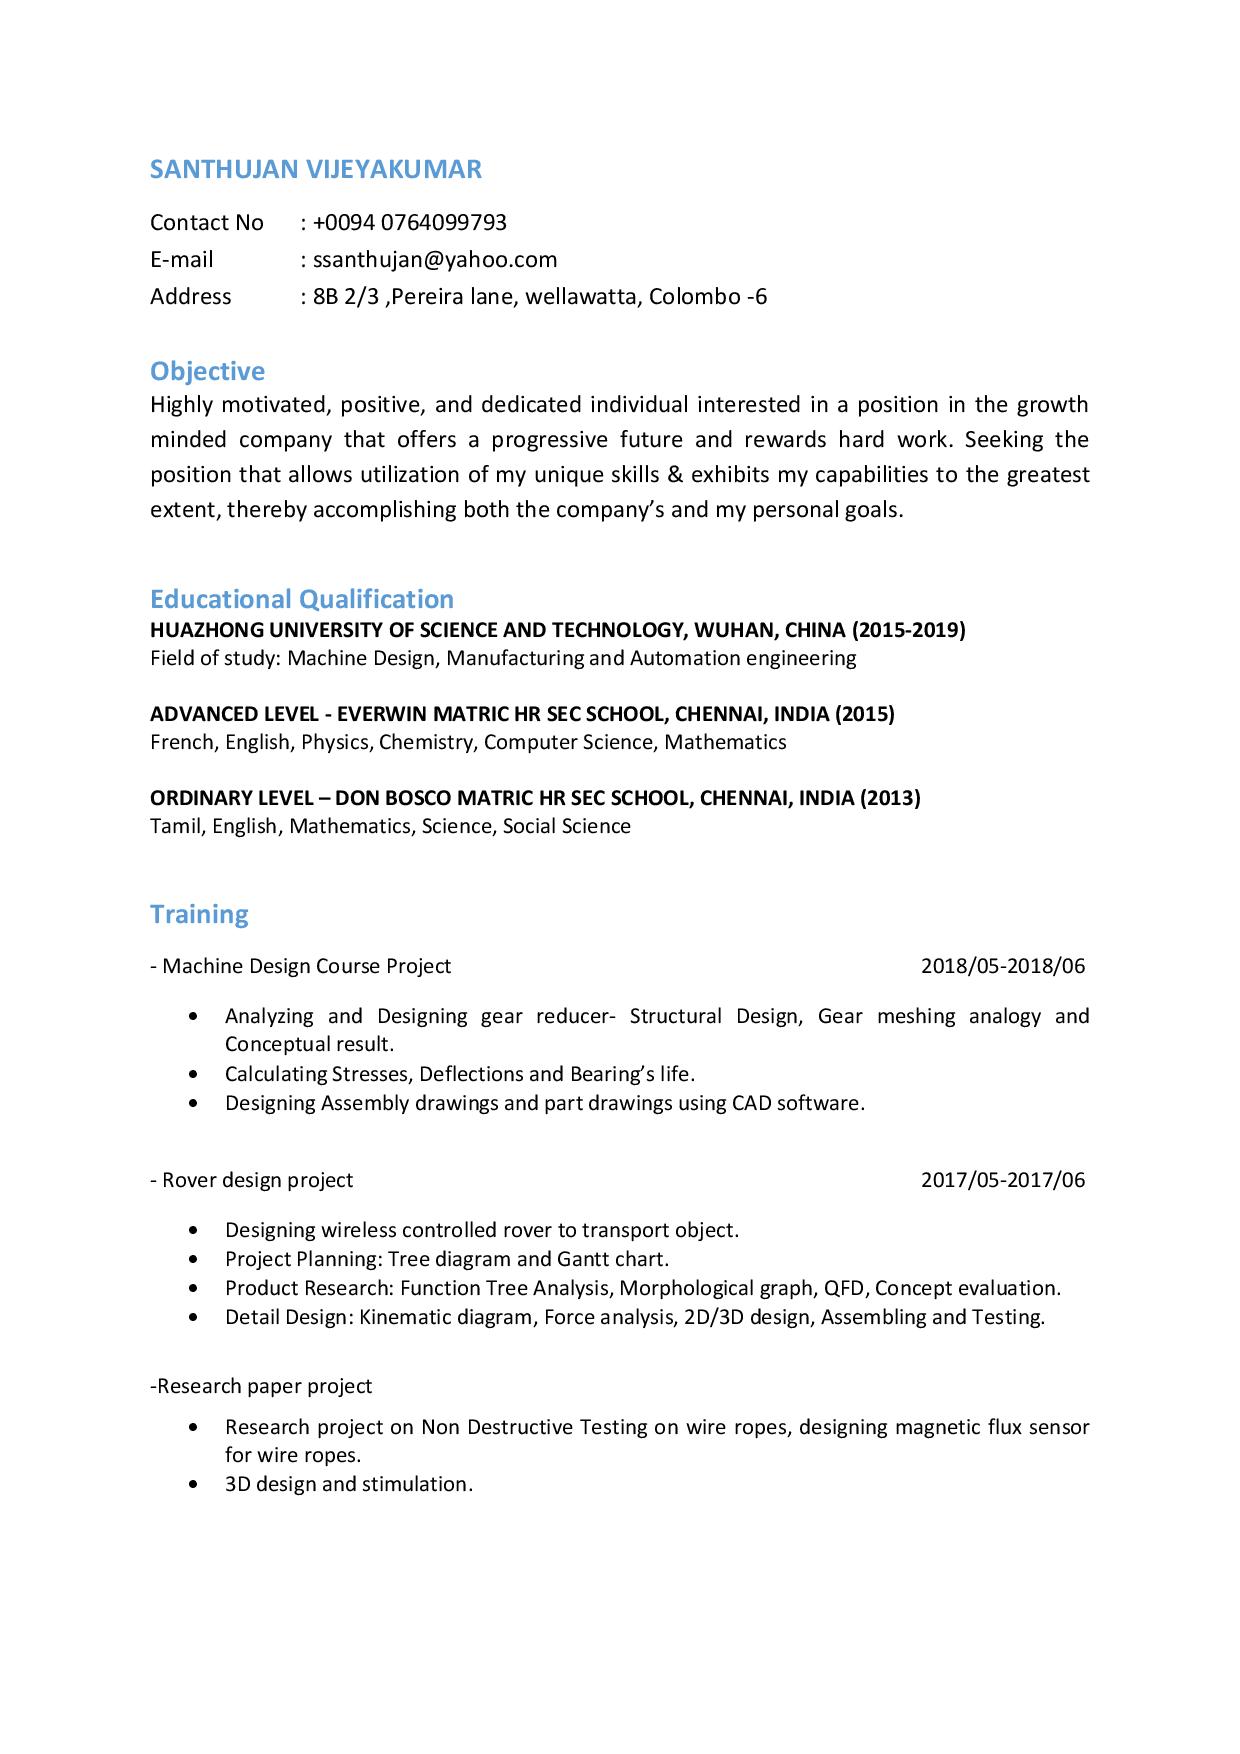 SANTHUJAN VIJEYAKUMAR
Contact No : +0094 0764099793
E-mail : ssanthujan@yahoo.com
Address : 8B 2/3 ,Pereira lane, wellawatta, Colombo -6
Objective
Highly motivated, positive, and dedicated individual interested in a position in the growth
minded company that offers a progressive future and rewards hard work. Seeking the
position that allows utilization of my unique skills & exhibits my capabilities to the greatest
extent, thereby accomplishing both the company’s and my personal goals.
Educational Qualification
HUAZHONG UNIVERSITY OF SCIENCE AND TECHNOLOGY, WUHAN, CHINA (2015-2019)
Field of study: Machine Design, Manufacturing and Automation engineering
ADVANCED LEVEL - EVERWIN MATRIC HR SEC SCHOOL, CHENNAI, INDIA (2015)
French, English, Physics, Chemistry, Computer Science, Mathematics
ORDINARY LEVEL – DON BOSCO MATRIC HR SEC SCHOOL, CHENNAI, INDIA (2013)
Tamil, English, Mathematics, Science, Social Science
Training
- Machine Design Course Project 2018/05-2018/06
• Analyzing and Designing gear reducer- Structural Design, Gear meshing analogy and
Conceptual result.
• Calculating Stresses, Deflections and Bearing’s life.
• Designing Assembly drawings and part drawings using CAD software.
- Rover design project 2017/05-2017/06
• Designing wireless controlled rover to transport object.
• Project Planning: Tree diagram and Gantt chart.
• Product Research: Function Tree Analysis, Morphological graph, QFD, Concept evaluation.
• Detail Design: Kinematic diagram, Force analysis, 2D/3D design, Assembling and Testing.
-Research paper project
• Research project on Non Destructive Testing on wire ropes, designing magnetic flux sensor
for wire ropes.
• 3D design and stimulation.